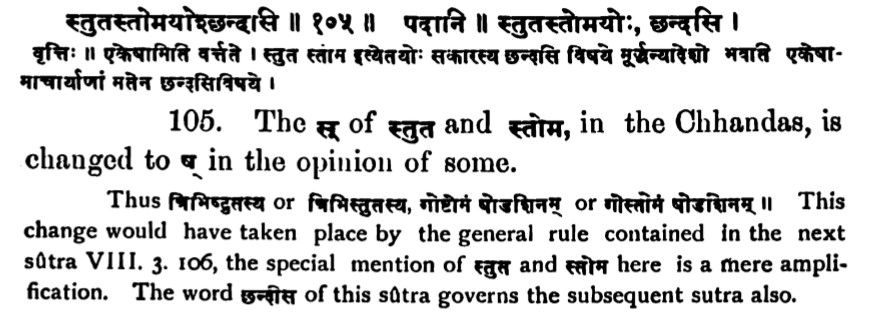 स्तुतस्तोमयोश्छन्दसि ॥ १०५ ॥ पदानि ॥ स्तुतस्तोमयोः, छन्दसि ।
वृत्तिः ॥ एकेषामिति वर्त्तते । स्तुत स्तोम इत्येतयोः सकारस्य छन्दसि विषये मूर्द्धन्यादेशो भवति एकेषा-
माचार्याणां मतेन छन्दसिविषये ।
105. The स् of स्तुत and स्तोम, in the Chhandas, is
changed to ष् in the opinion of some.
Thus त्रिभिष्टुतस्य or त्रिभिस्तुतस्य, गोष्टोमं षोडशिनम् or गोस्तोमं षोडशिनम् ॥ This
change would have taken place by the general rule contained in the next
sûtra VIII. 3. 106, the special mention of स्तुत and स्तोम here is a mere ampli-
fication. The word छन्दसि of this sûtra governs the subsequent sutra also.